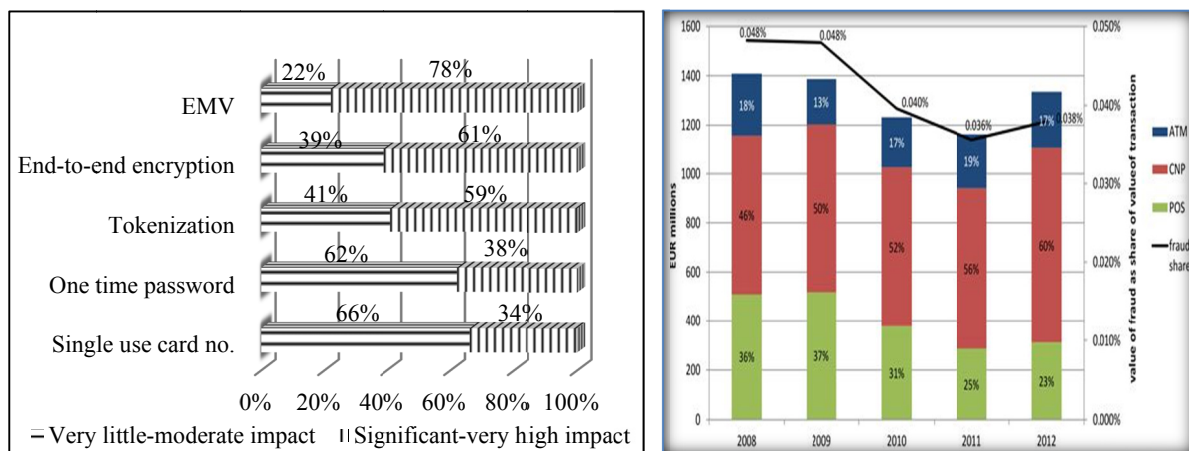 22% 78%
EMV
39% 61%
End-to-end encryption
41% 59%
Tokenization
62% 38%
One time password
66% 34%
Single use card no.
0% 20% 40% 60% 80% 100%
Very little-moderate impact Significant-very high impact
EUR millions
1600
1400
1200
1000
800
600
400
200
0
0.048% 0.048% 0.040% 0.036% 0.038%
18% 13% 17% 19% 17%
46% 50% 52% 56% 60%
36% 37% 31% 25% 23%
2008 2009 2010 2011 2012
0.050%
0.040%
0.030%
0.020%
0.010%
0.000%
value of fraud as share of valueof transaction
ATM
CNP
POS
fraud
share